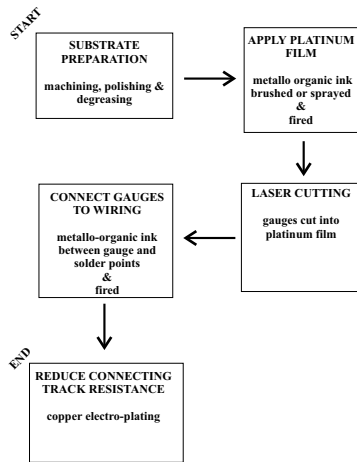 START
SUBSTRATE
PREPARATION
machining, polishing &
degreasing
APPLY PLATINUM
FILM
metallo organic ink
brushed or sprayed
&
fired
LASER CUTTING
gauges cut into
platinum film
CONNECT GAUGES
TO WIRING
metallo-organic ink
between gauge and
solder points
&
fired
END
REDUCE CONNECTING
TRACK RESISTANCE
copper electro-plating